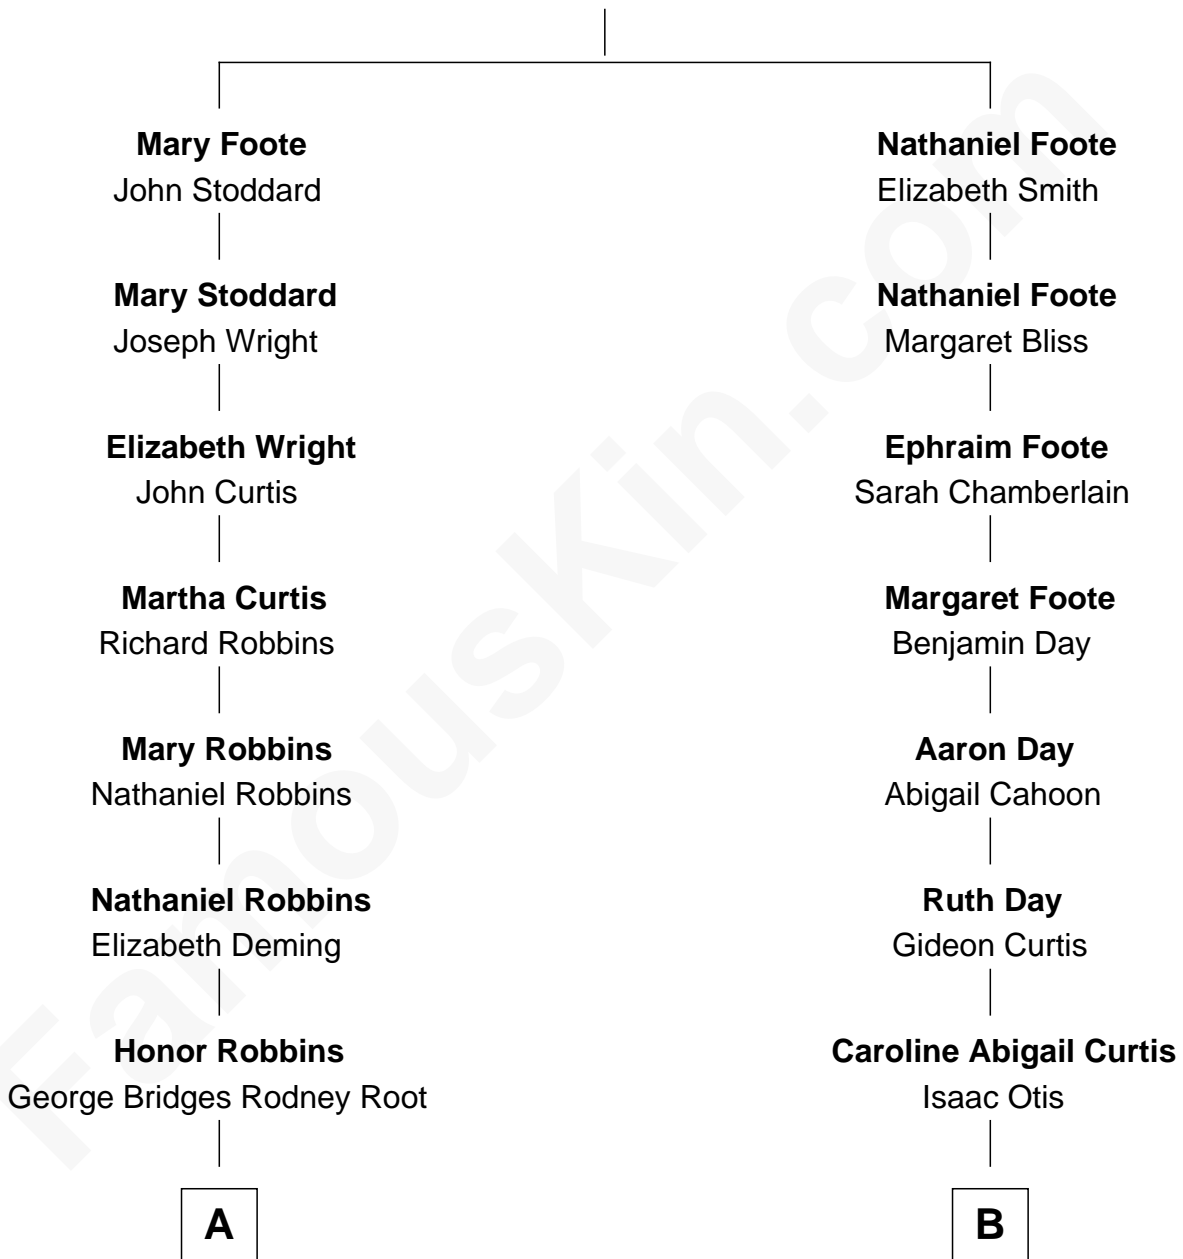 Mary Foote
John Stoddard
Nathaniel Foote
Elizabeth Smith
Mary Stoddard
Joseph Wright
Nathaniel Foote
Margaret Bliss
Elizabeth Wright
John Curtis
Ephraim Foote
Sarah Chamberlain
Martha Curtis
Richard Robbins
Margaret Foote
Benjamin Day
Mary Robbins
Nathaniel Robbins
Aaron Day
Abigail Cahoon
Nathaniel Robbins
Elizabeth Deming
Ruth Day
Gideon Curtis
Honor Robbins
George Bridges Rodney Root
Caroline Abigail Curtis
Isaac Otis
A
B
FamousKin.com